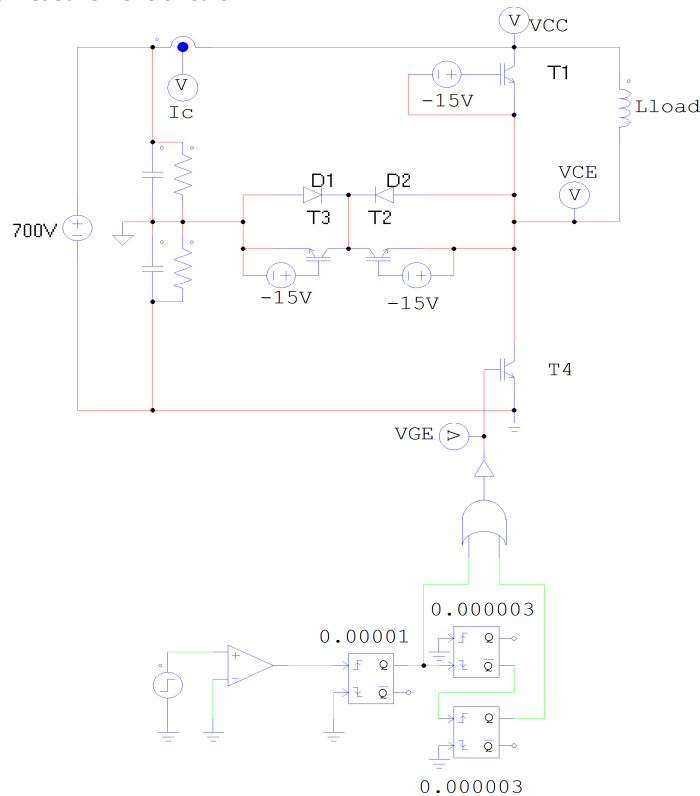 V VCC
T1
-15V
V
Ic
Lload
D1 D2
VCE
V
T3 T2
700V
-15V
-15V
T4
VGE V
0.000003
0.00001
Q
Q
Q
Q
Q
Q
0.000003